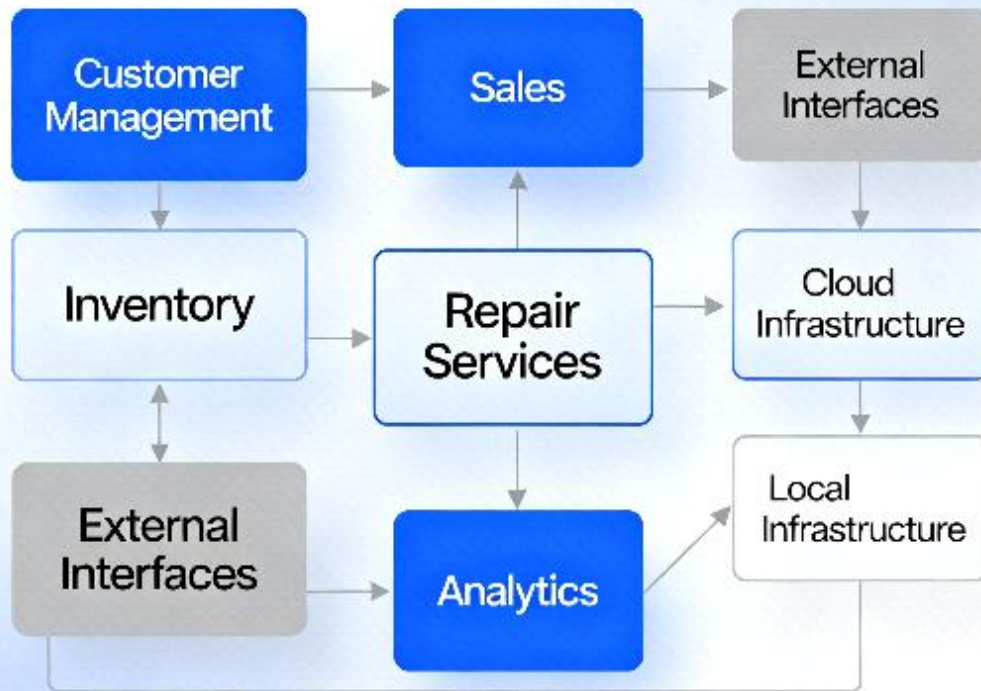 Customer
Management
Sales
External
Interfaces
Inventory
Repair
Services
Cloud
Infrastructure
External
Interfaces
Analytics
Local
Infrastructure